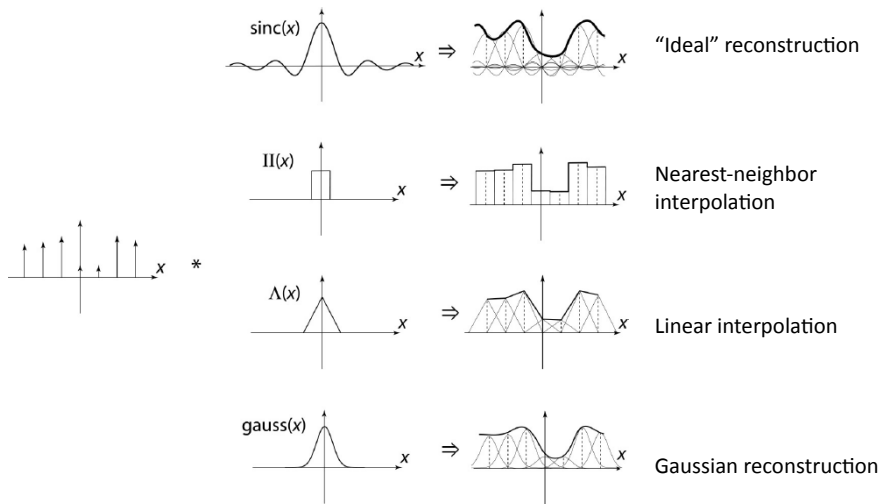 sinc(x)
x
⇒
x
“Ideal” reconstruction
II(x)
x
⇒
x
Nearest-neighbor
interpolation
x
*
Λ(x)
x
⇒
x
Linear interpolation
gauss(x)
x
⇒
x
Gaussian reconstruction